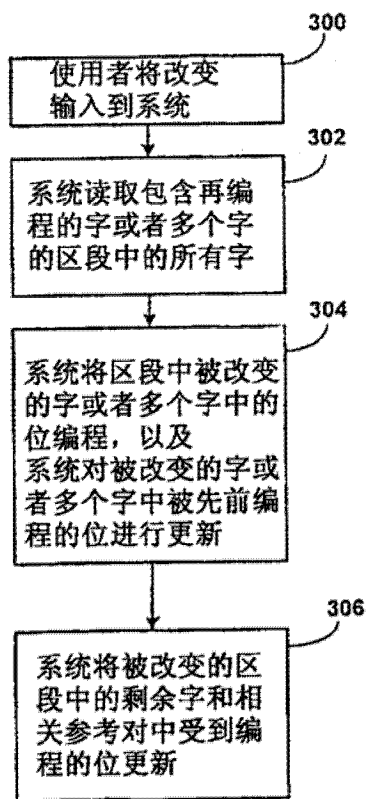 300
使用者将改变
输入到系统
302
系统读取包含再编
程的字或者多个字
的区段中的所有字
304
系统将区段中被改变
的字或者多个字中的
位编程，以及
系统对被改变的字或
者多个字中被先前编
程的位进行更新
306
系统将被改变的区
段中的剩余字和相
关参考对中受到编
程的位更新